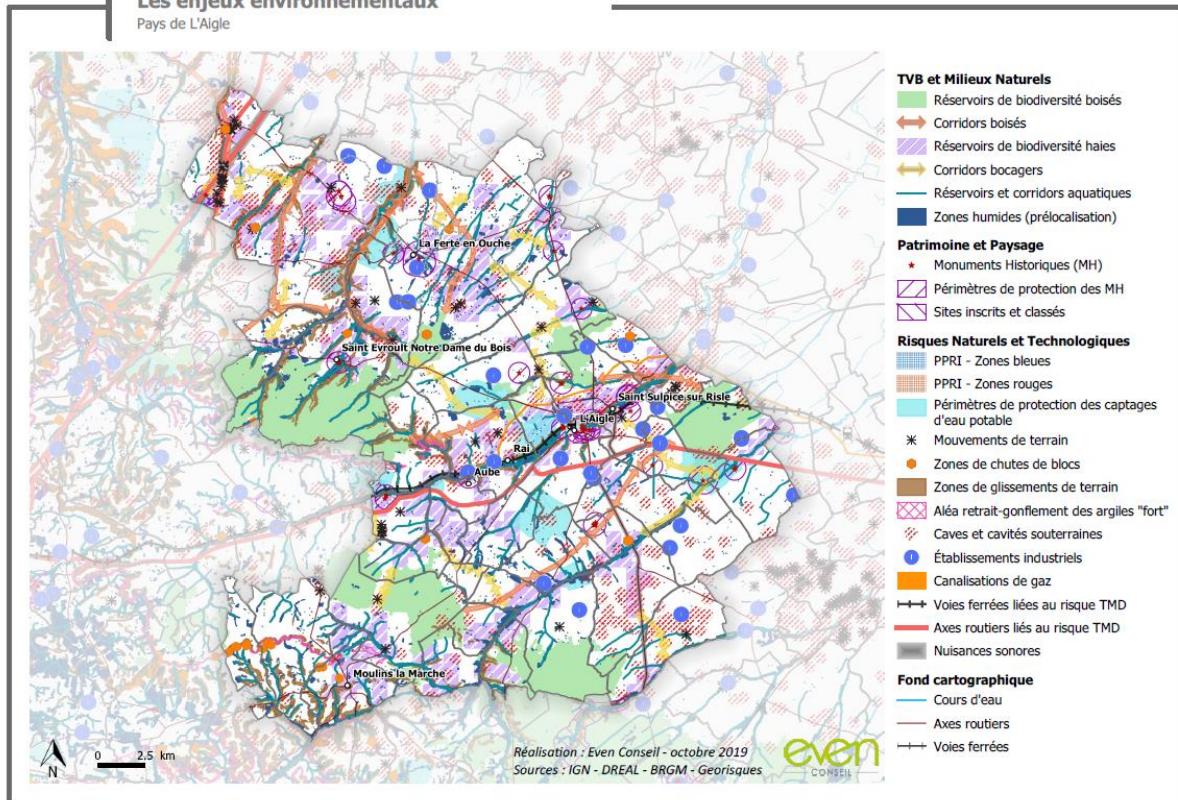 Les enjeux environnementaux
Pays de L'Aigle
La Ferté en Ouche
Saint Evroult Notre Dame du Bois
Saint Sulpice sur Risle
L'Aigle
Rai
Aube
Moulins la Marche
N
0 2.5 km
Réalisation : Even Conseil - octobre 2019
Sources : IGN - DREAL - BRGM - Georisques
even
CONSEIL
TVB et Milieux Naturels
Réservoirs de biodiversité boisés
Corridors boisés
Réservoirs de biodiversité haies
Corridors bocagers
Réservoirs et corridors aquatiques
Zones humides (prélocalisation)
Patrimoine et Paysage
Monuments Historiques (MH)
Périmètres de protection des MH
Sites inscrits et classés
Risques Naturels et Technologiques
PPRI - Zones bleues
PPRI - Zones rouges
Périmètres de protection des captages
d'eau potable
Mouvements de terrain
Zones de chutes de blocs
Zones de glissements de terrain
Aléa retrait-gonflement des argiles "fort"
Caves et cavités souterraines
Établissements industriels
Canalisations de gaz
Voies ferrées liées au risque TMD
Axes routiers liés au risque TMD
Nuisances sonores
Fond cartographique
Cours d'eau
Axes routiers
Voies ferrées